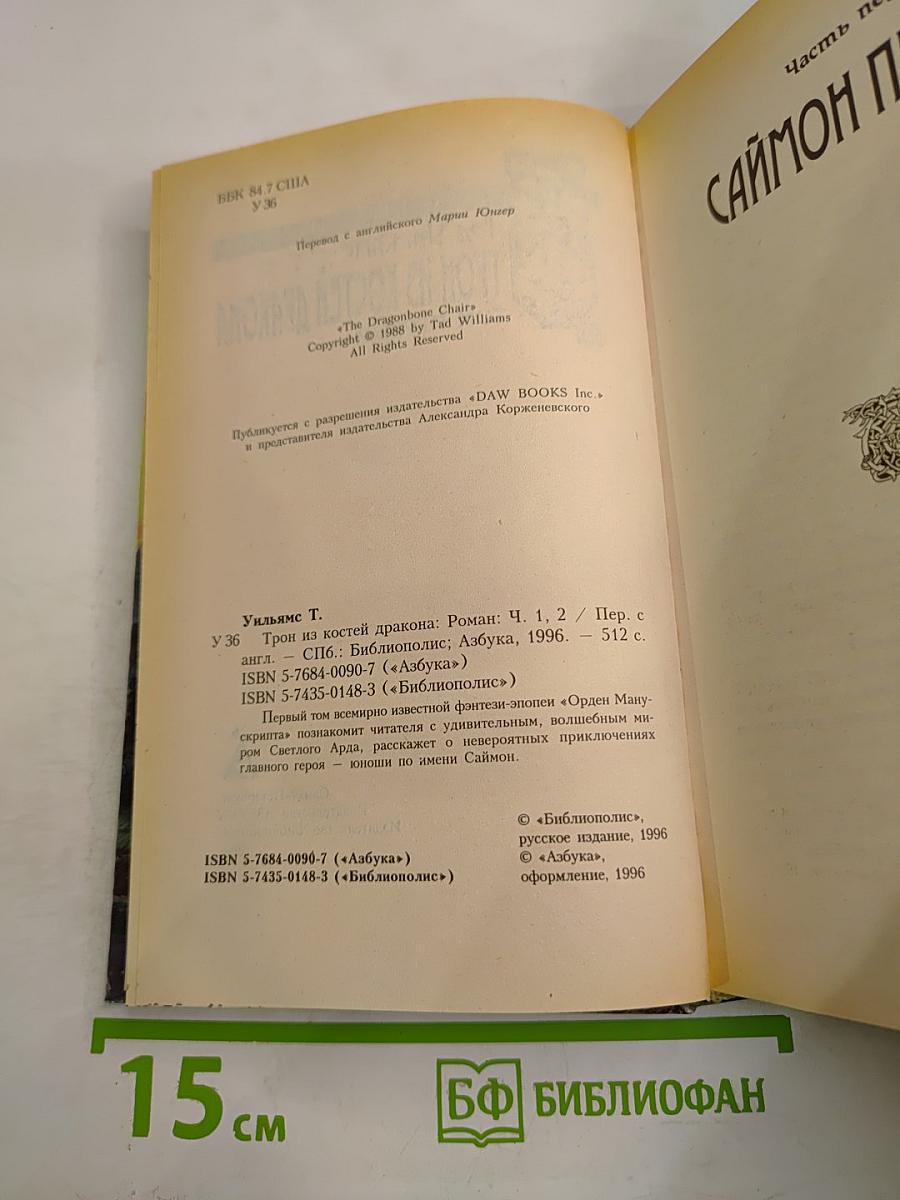 ББК 84.7 США
У 36
Перевод с английского Марии Юнгер
«The Dragonbone Chair»
Copyright © 1988 by Tad Williams
All Rights Reserved
Публикуется с разрешения издательства «DAW BOOKS Inc.»
и представителя издательства Александра Корженевского
Уильямс Т.
У 36 Трон из костей дракона: Роман: Ч. 1, 2 / Пер. с
англ. — СПб.: Библиополис; Азбука, 1996. — 512 с.
ISBN 5-7684-0090-7 («Азбука»)
ISBN 5-7435-0148-3 («Библиополис»)
Первый том всемирно известной фэнтези-эпопеи «Орден Ману-
скрипта» познакомит читателя с удивительным, волшебным ми-
ром Светлого Арда, расскажет о невероятных приключениях
главного героя — юноши по имени Саймон.
ISBN 5-7684-0090-7 («Азбука»)
ISBN 5-7435-0148-3 («Библиополис»)
© «Библиополис»,
русское издание, 1996
© «Азбука»,
оформление, 1996
Часть
САЙМОН
15 см
БФ БИБЛИОФАН